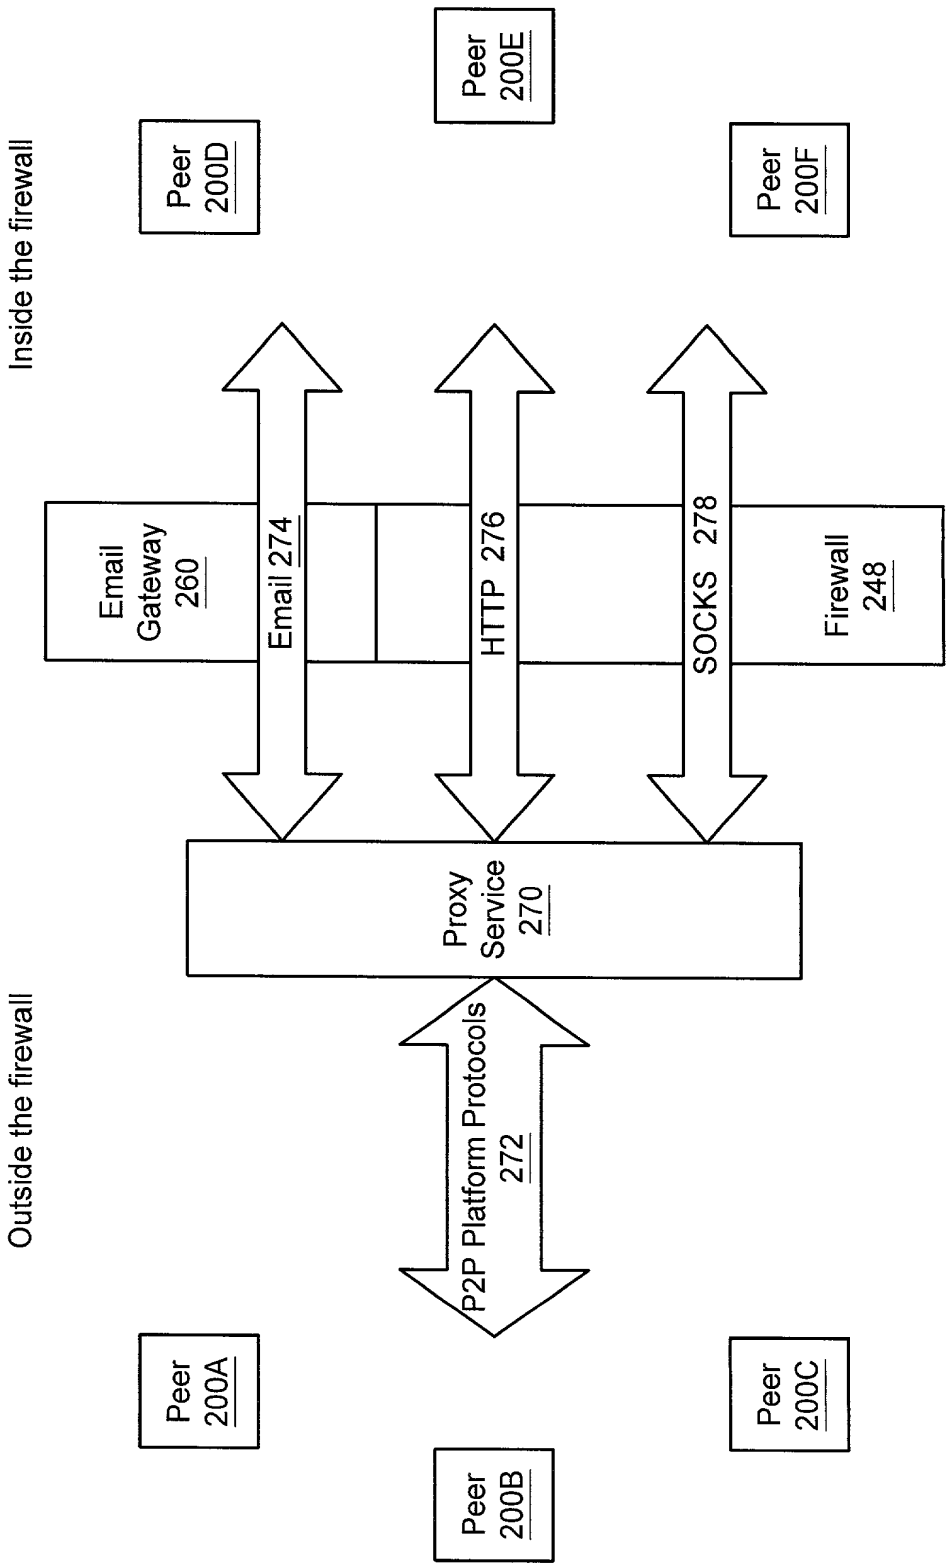 Outside the firewall
Inside the firewall
Peer
200A
Peer
200B
Peer
200C
P2P Platform Protocols
272
Proxy
Service
270
Email
Gateway
260
Email 274
HTTP 276
SOCKS 278
Firewall
248
Peer
200D
Peer
200E
Peer
200F